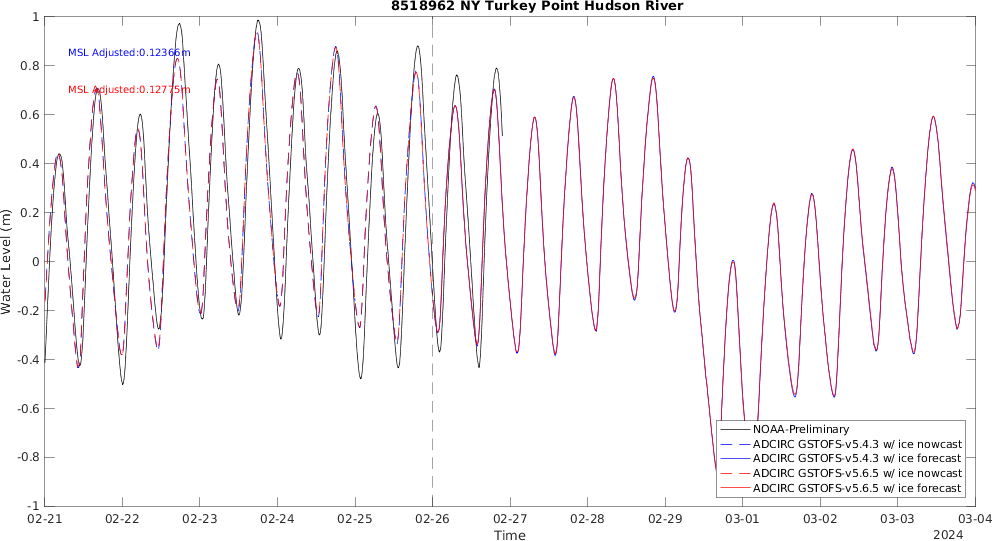 8518962 NY Turkey Point Hudson River
MSL Adjusted:0.12366m
MSL Adjusted:0.12775m
Water Level (m)
1
0.8
0.6
0.4
0.2
0
-0.2
-0.4
-0.6
-0.8
-1
NOAA-Preliminary
ADCIRC GSTOFS-v5.4.3 w/ ice nowcast
ADCIRC GSTOFS-v5.4.3 w/ ice forecast
ADCIRC GSTOFS-v5.6.5 w/ ice nowcast
ADCIRC GSTOFS-v5.6.5 w/ ice forecast
02-21 02-22 02-23 02-24 02-25 02-26 02-27 02-28 02-29 03-01 03-02 03-03 03-04
Time
2024